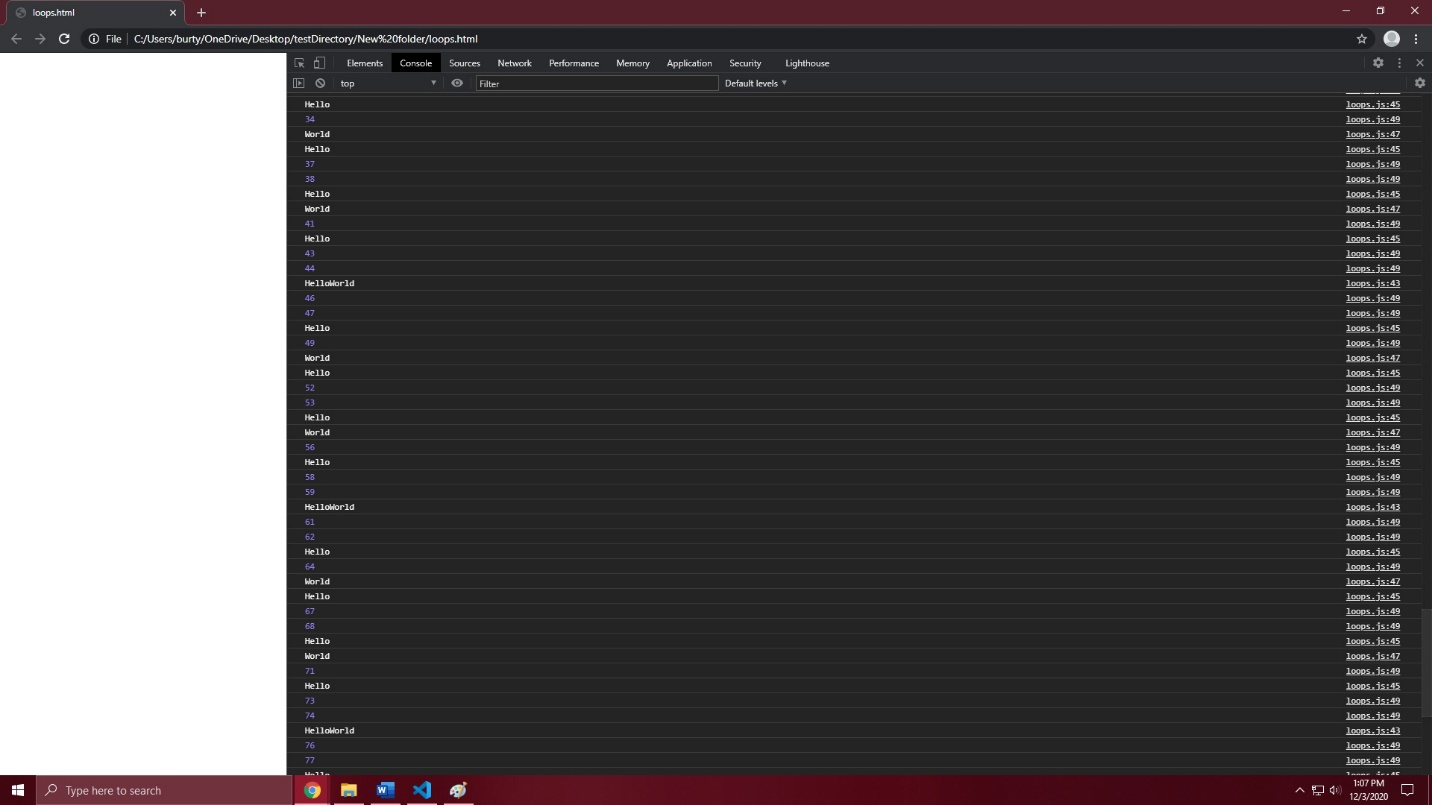 loops.html
File C:/Users/burty/OneDrive/Desktop/testDirectory/New%20folder/loops.html
Elements Console Sources Network Performance Memory Application Security Lighthouse
top Filter Default levels
Hello loops.js:45
34 loops.js:49
World loops.js:47
Hello loops.js:45
37 loops.js:49
38 loops.js:49
Hello loops.js:45
World loops.js:47
41 loops.js:49
Hello loops.js:45
43 loops.js:49
44 loops.js:49
HelloWorld loops.js:43
46 loops.js:49
47 loops.js:49
Hello loops.js:45
49 loops.js:49
World loops.js:47
Hello loops.js:45
52 loops.js:49
53 loops.js:49
Hello loops.js:45
World loops.js:47
56 loops.js:49
Hello loops.js:45
58 loops.js:49
59 loops.js:49
HelloWorld loops.js:43
61 loops.js:49
62 loops.js:49
Hello loops.js:45
64 loops.js:49
World loops.js:47
Hello loops.js:45
67 loops.js:49
68 loops.js:49
Hello loops.js:45
World loops.js:47
71 loops.js:49
Hello loops.js:45
73 loops.js:49
74 loops.js:49
HelloWorld loops.js:43
76 loops.js:49
77 loops.js:49
Hello loops.js:45
Type here to search
1:07 PM
12/3/2020